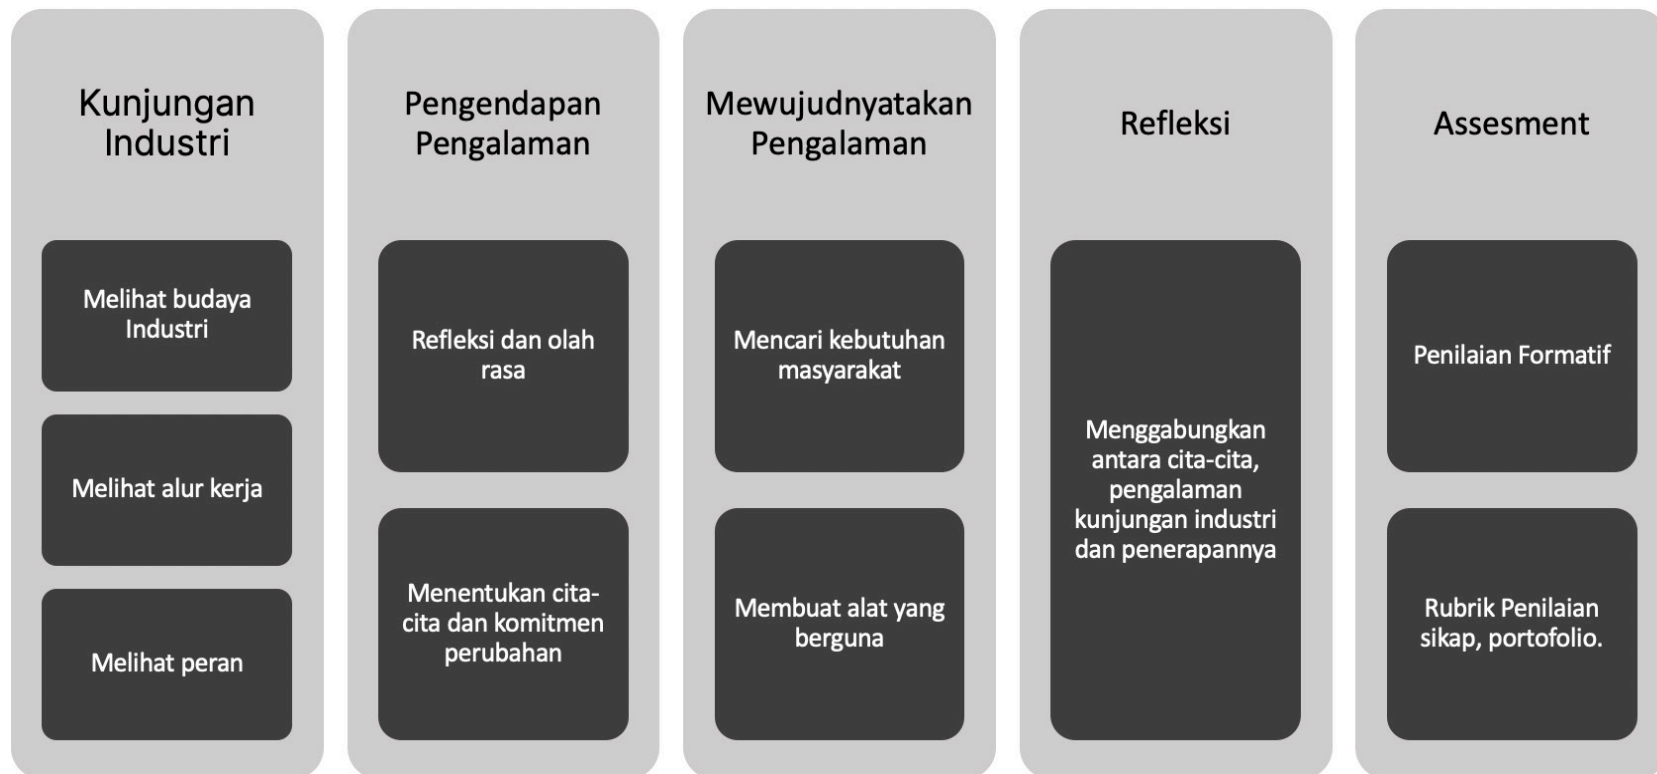 Kunjungan
Industri
Melihat budaya
Industri
Melihat alur kerja
Melihat peran
Pengendapan
Pengalaman
Refleksi dan olah
rasa
Menentukan cita-
cita dan komitmen
perubahan
Mewujudnyatakan
Pengalaman
Mencari kebutuhan
masyarakat
Membuat alat yang
berguna
Refleksi
Menggabungkan
antara cita-cita,
pengalaman
kunjungan industri
dan penerapannya
Assesment
Penilaian Formatif
Rubrik Penilaian
sikap, portofolio.